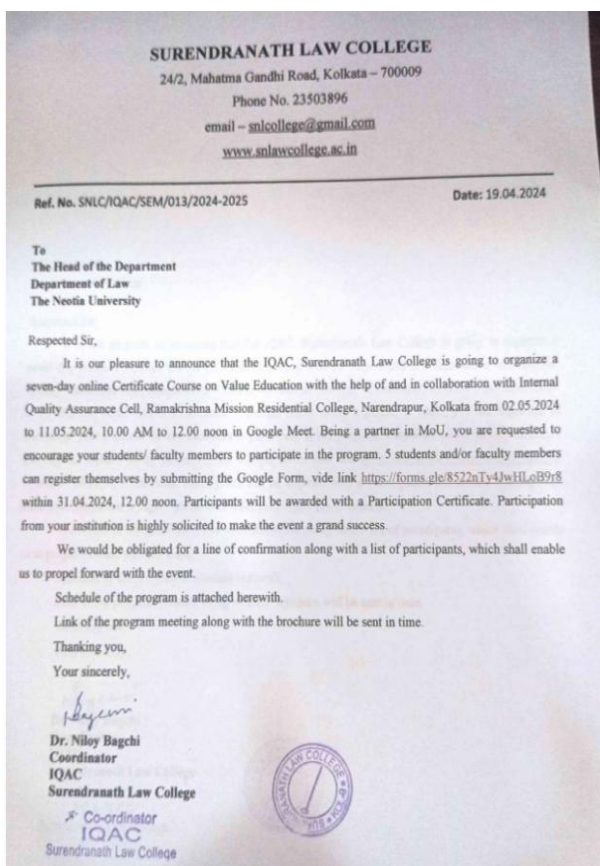 SURENDRANATH LAW COLLEGE
24/2, Mahatma Gandhi Road, Kolkata – 700009
Phone No. 23503896
email – snlcollege@gmail.com
www.snlawcollege.ac.in
Ref. No. SNLC/IQAC/SEM/013/2024-2025
Date: 19.04.2024
To
The Head of the Department
Department of Law
The Neotia University
Respected Sir,
It is our pleasure to announce that the IQAC, Surendranath Law College is going to organize a
seven-day online Certificate Course on Value Education with the help of and in collaboration with Internal
Quality Assurance Cell, Ramakrishna Mission Residential College, Narendrapur, Kolkata from 02.05.2024
to 11.05.2024, 10.00 AM to 12.00 noon in Google Meet. Being a partner in MoU, you are requested to
encourage your students/ faculty members to participate in the program. 5 students and/or faculty members
can register themselves by submitting the Google Form, vide link https://forms.gle/8522nTy4JwHLoB9r8
within 31.04.2024, 12.00 noon. Participants will be awarded with a Participation Certificate. Participation
from your institution is highly solicited to make the event a grand success.
We would be obligated for a line of confirmation along with a list of participants, which shall enable
us to propel forward with the event.
Schedule of the program is attached herewith.
Link of the program meeting along with the brochure will be sent in time.
Thanking you,
Your sincerely,
Dr. Niloy Bagchi
Coordinator
IQAC
Surendranath Law College
Co-ordinator
IQAC
Surendranath Law College
LAW COLLEGE